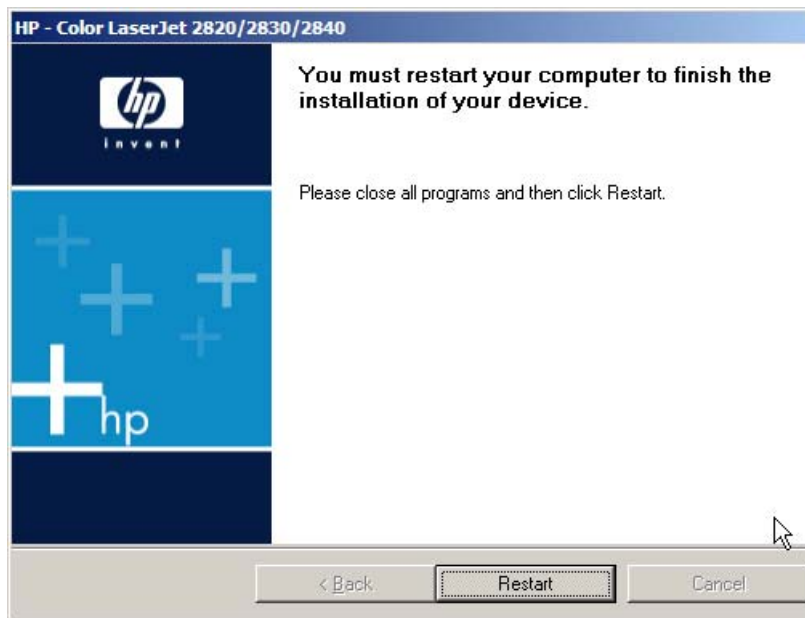 HP - Color LaserJet 2820/2830/2840
hp
invent
You must restart your computer to finish the
installation of your device.
Please close all programs and then click Restart.
hp
< Back
Restart
Cancel